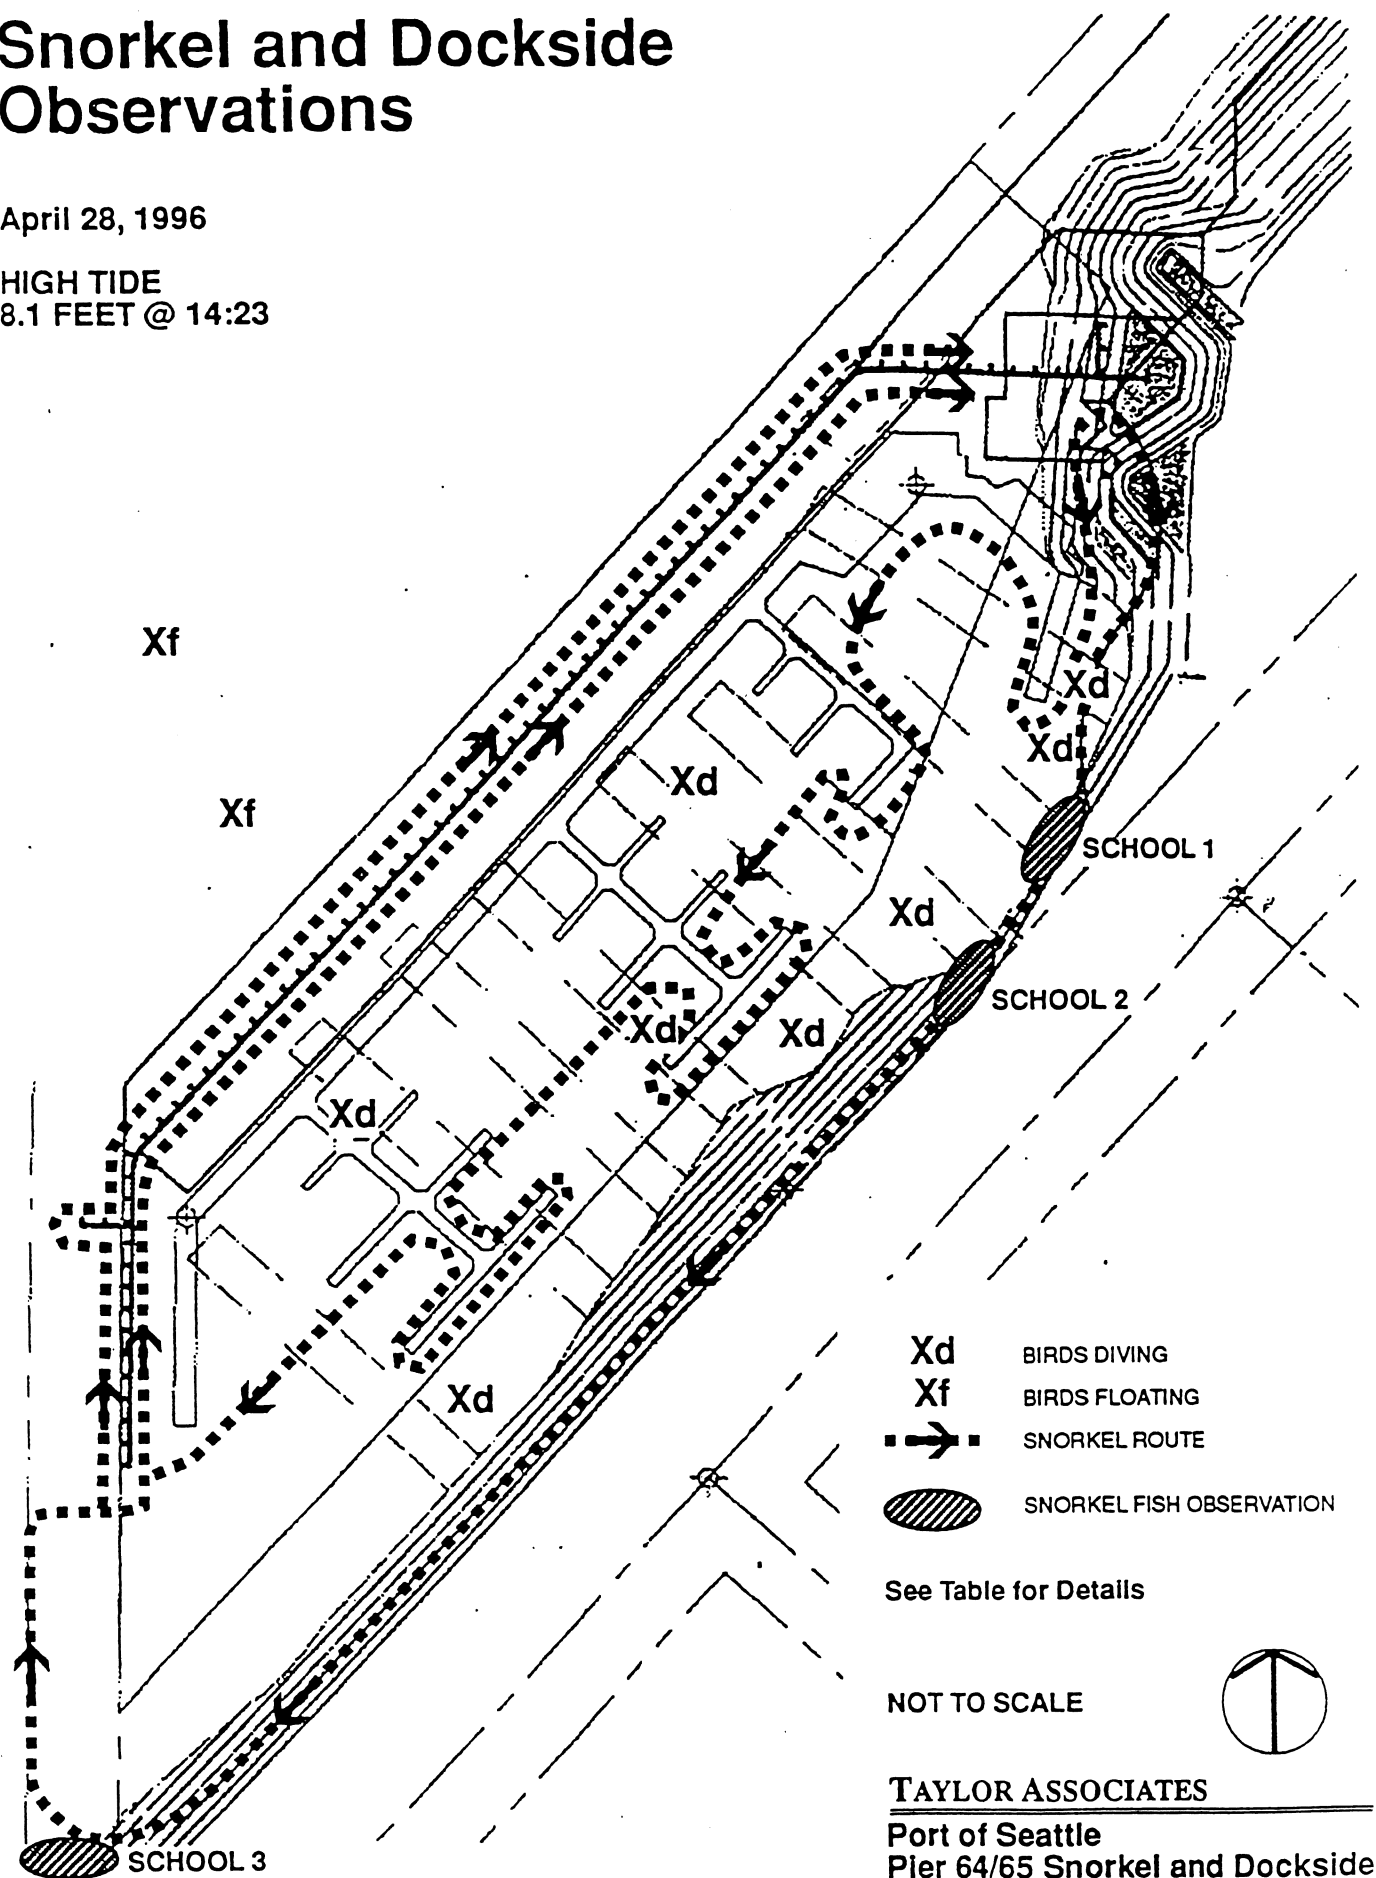 Snorkel and Dockside
Observations
April 28, 1996
HIGH TIDE
8.1 FEET @ 14:23
Xf
Xf
Xd
Xd
Xd
SCHOOL 1
Xd
SCHOOL 2
Xd
Xd
Xd
Xd
Xd BIRDS DIVING
Xf BIRDS FLOATING
SNORKEL ROUTE
SNORKEL FISH OBSERVATION
See Table for Details
NOT TO SCALE
TAYLOR ASSOCIATES
Port of Seattle
Pier 64/65 Snorkel and Dockside
SCHOOL 3